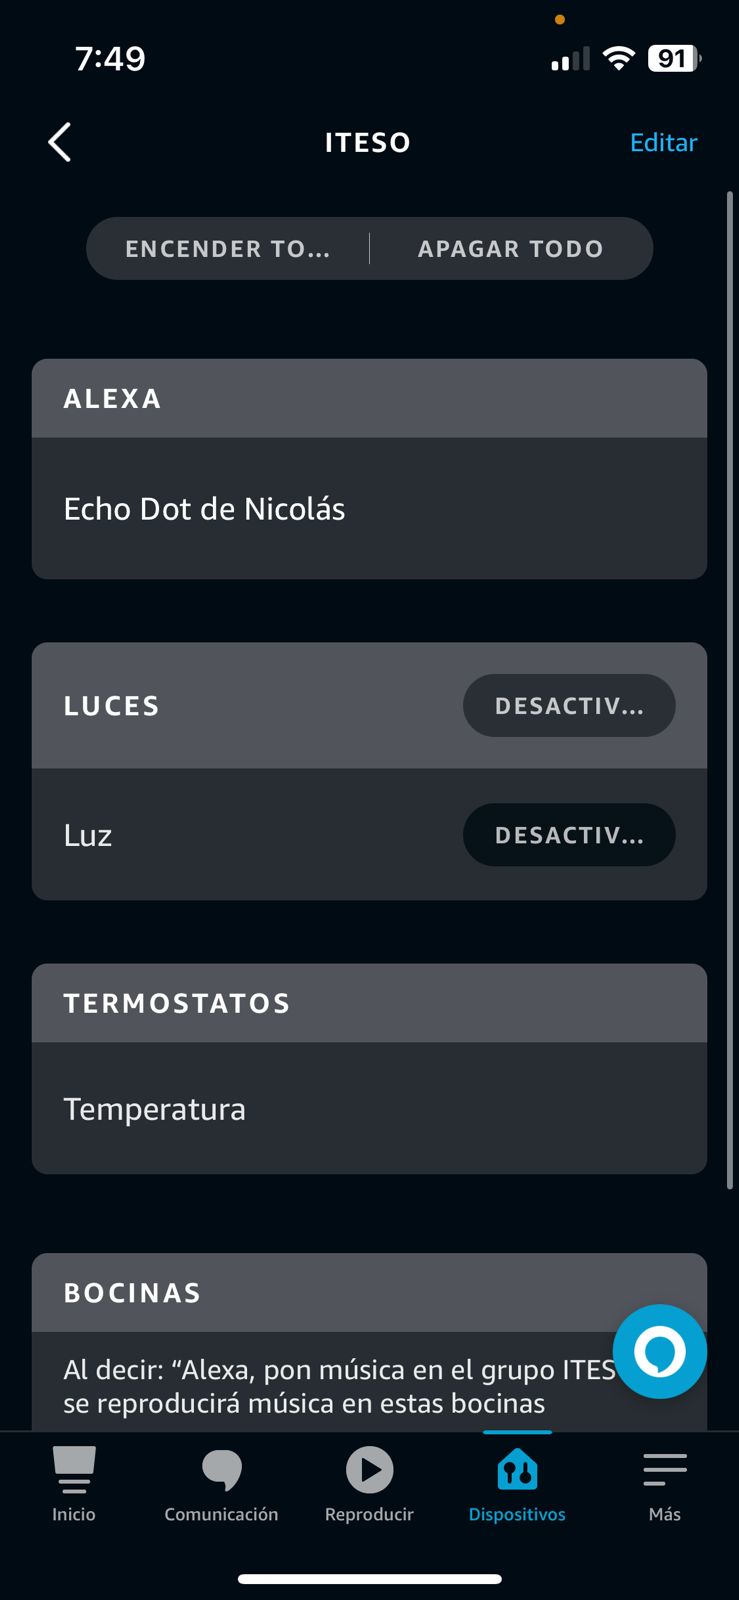 7:49
91
ITESO
Editar
ENCENDER TO...
APAGAR TODO
ALEXA
Echo Dot de Nicolás
LUCES
DESACTIV...
Luz
DESACTIV...
TERMOSTATOS
Temperatura
BOCINAS
Al decir: “Alexa, pon música en el grupo ITES
se reproducirá música en estas bocinas
Inicio
Comunicación
Reproducir
Dispositivos
Más